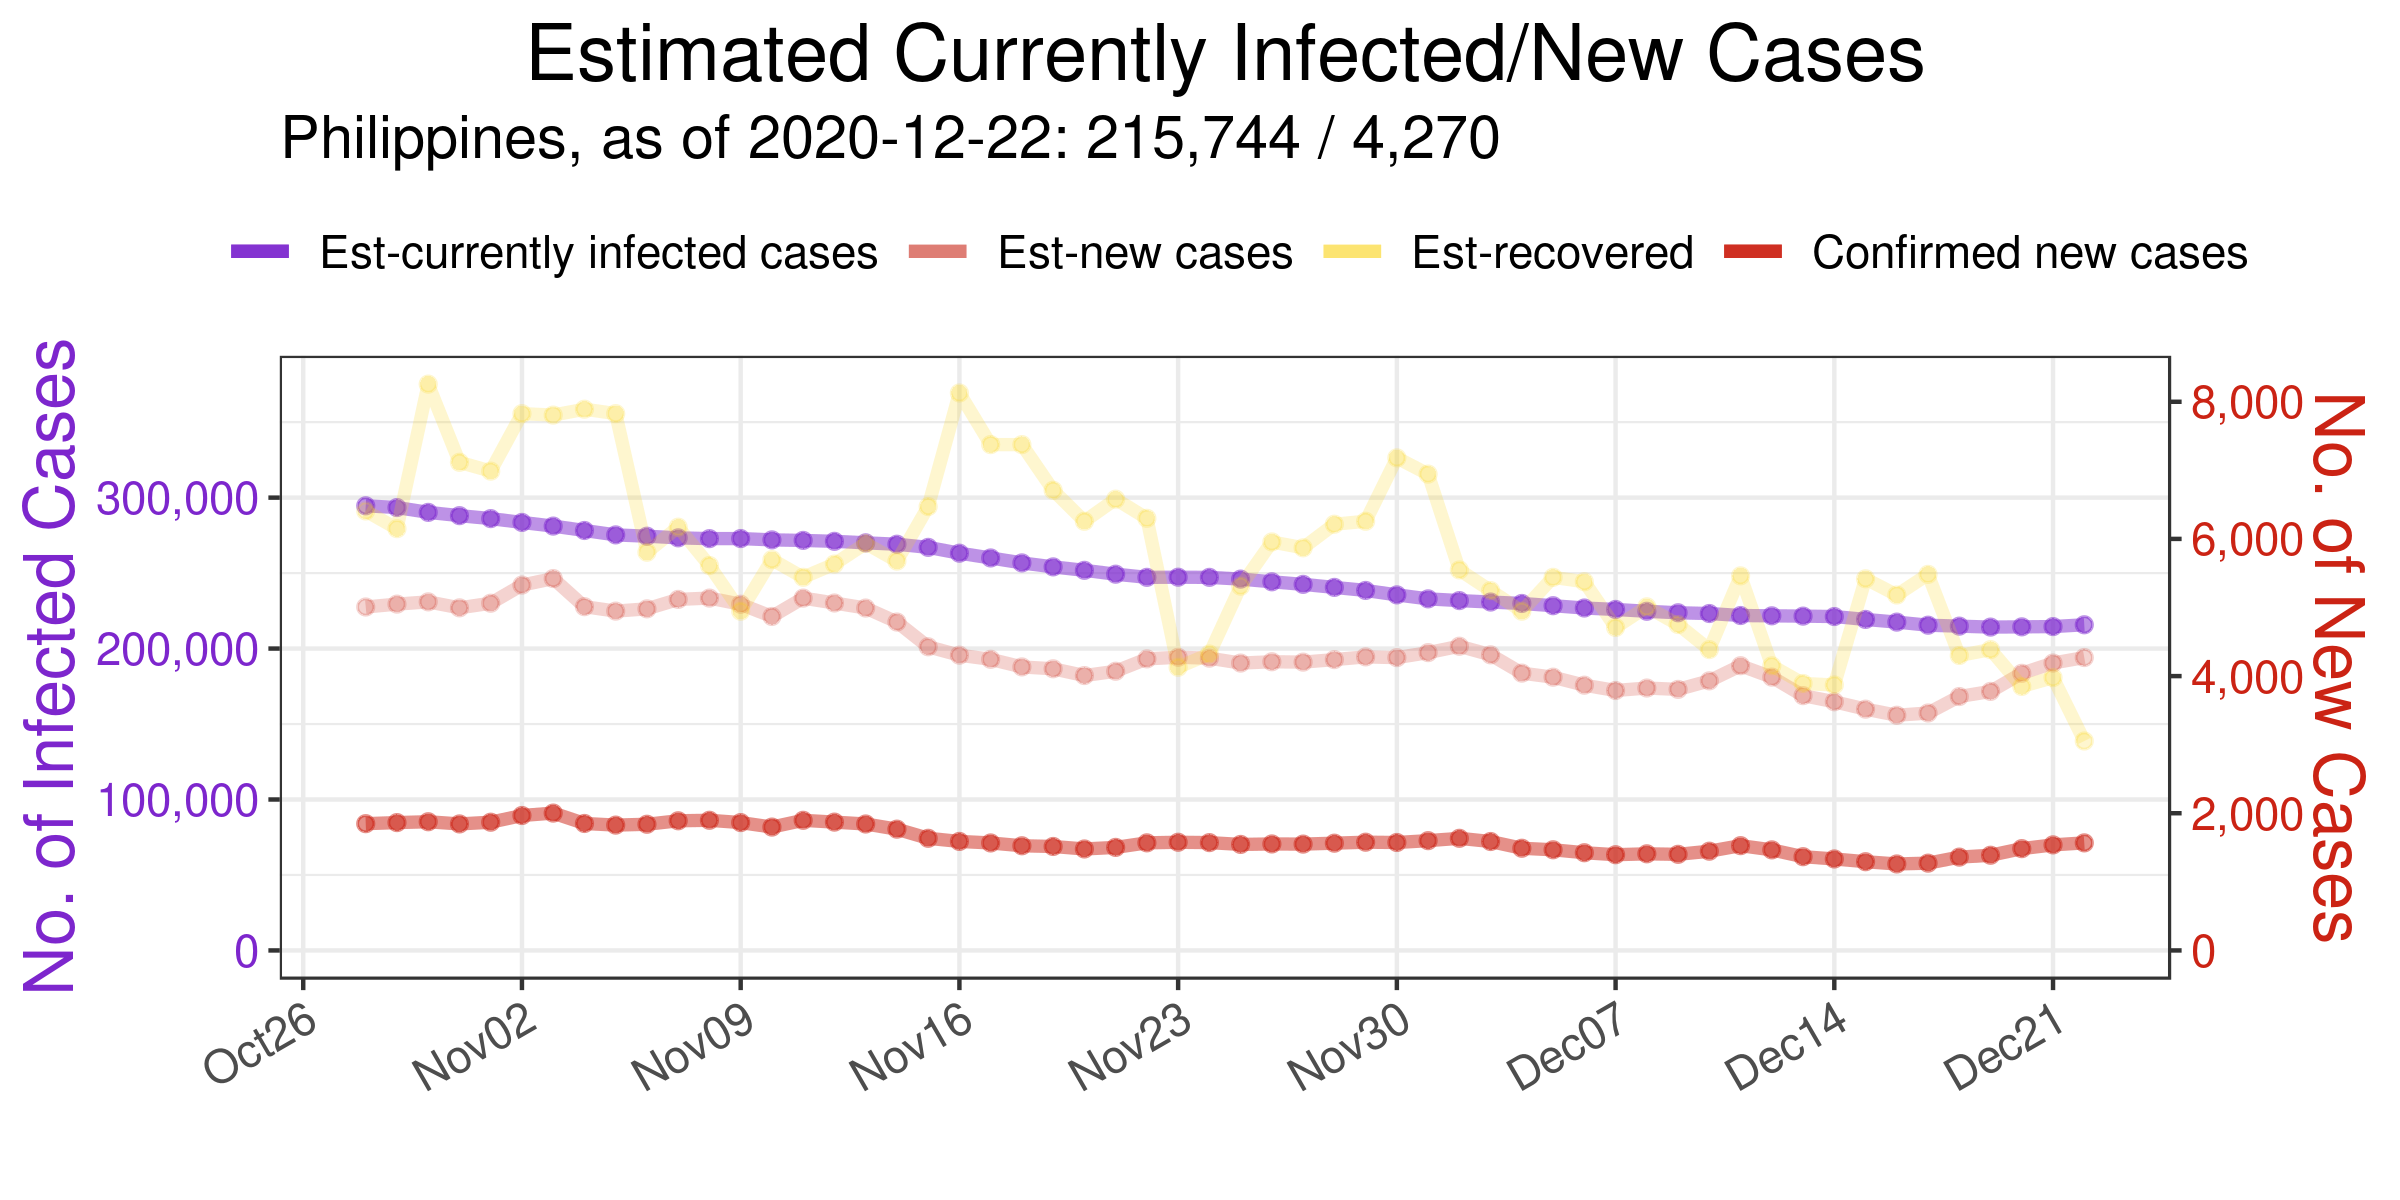 Estimated Currently Infected/New Cases
Philippines, as of 2020-12-22: 215,744 / 4,270
Est-currently infected cases Est-new cases Est-recovered Confirmed new cases
No. of Infected Cases
300,000
200,000
100,000
0
8,000
6,000
4,000
2,000
0
No. of New Cases
Oct26 Nov02 Nov09 Nov16 Nov23 Nov30 Dec07 Dec14 Dec21